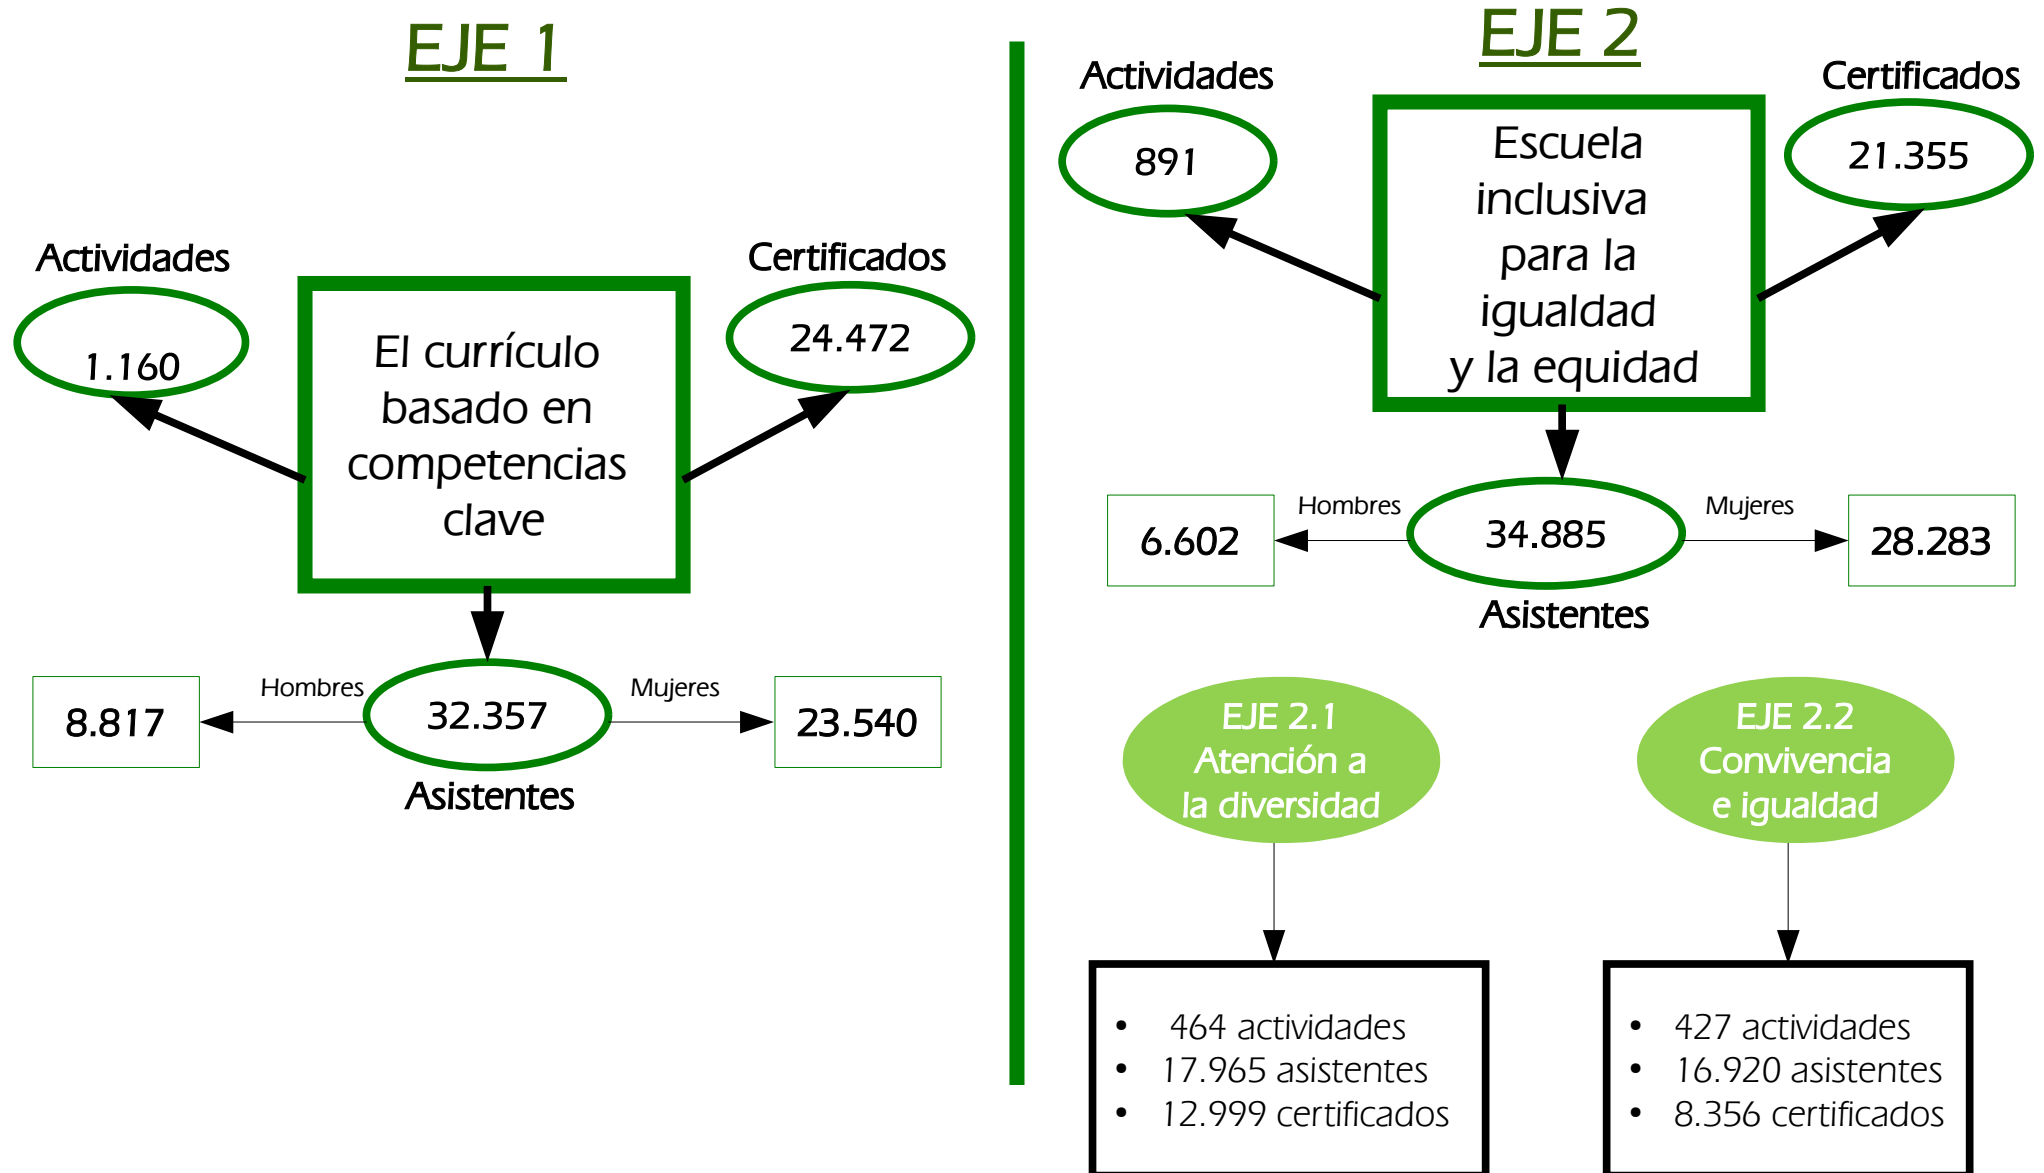 EJE 1
Actividades
1.160
El currículo
basado en
competencias
clave
Certificados
24.472
Hombres
8.817
32.357
Asistentes
Mujeres
23.540
EJE 2
Actividades
891
Escuela
inclusiva
para la
igualdad
y la equidad
Certificados
21.355
Hombres
6.602
34.885
Asistentes
Mujeres
28.283
EJE 2.1
Atención a
la diversidad
• 464 actividades
• 17.965 asistentes
• 12.999 certificados
EJE 2.2
Convivencia
e igualdad
• 427 actividades
• 16.920 asistentes
• 8.356 certificados